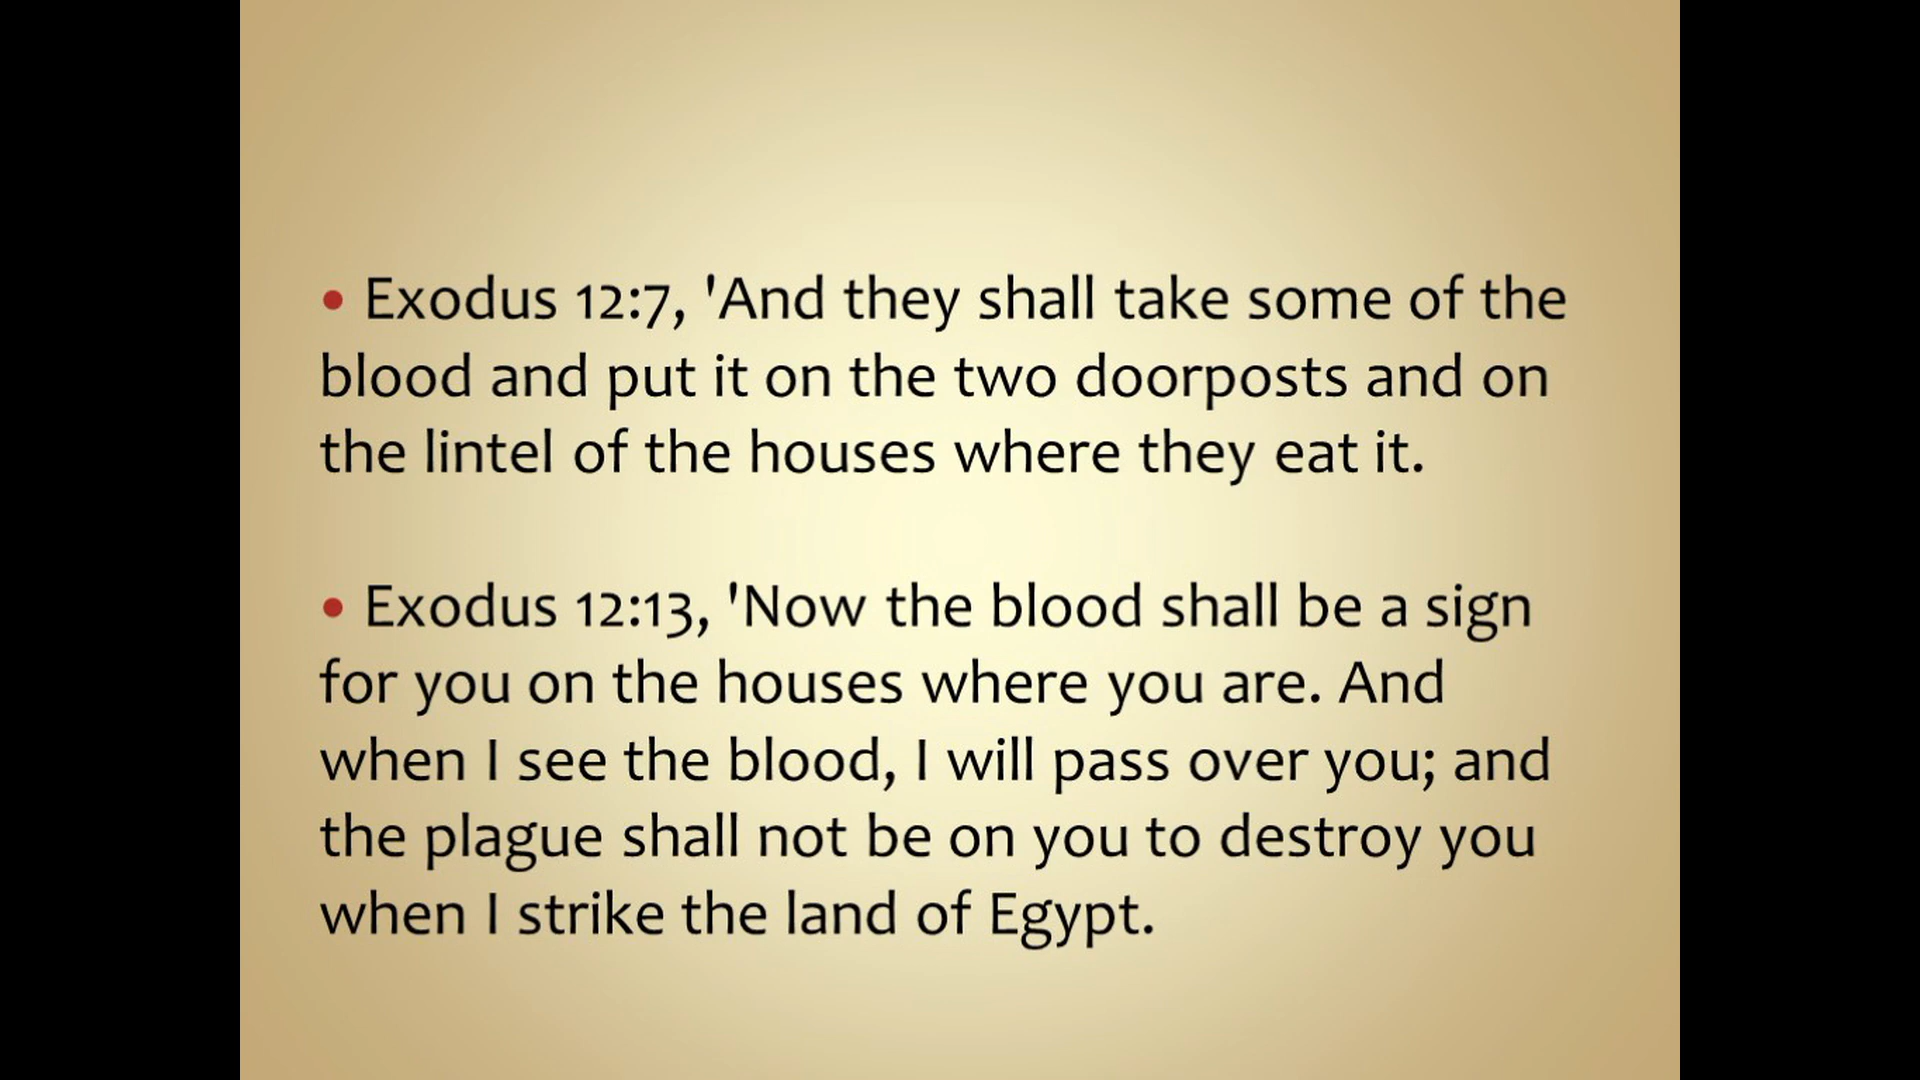 • Exodus 12:7, 'And they shall take some of the
blood and put it on the two doorposts and on
the lintel of the houses where they eat it.
• Exodus 12:13, 'Now the blood shall be a sign
for you on the houses where you are. And
when I see the blood, I will pass over you; and
the plague shall not be on you to destroy you
when I strike the land of Egypt.